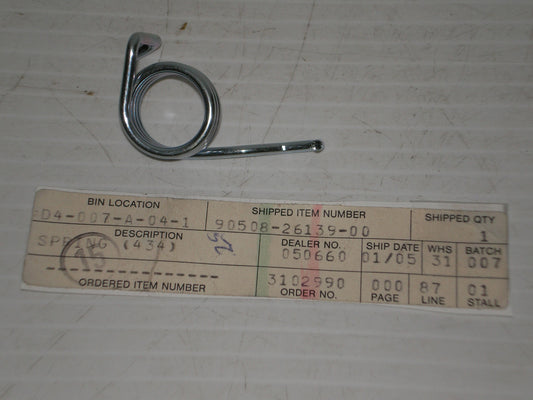 BIN LOCATION SHIPPED ITEM NUMBER SHIPPED QTY
D4-007-A-04-1 90508-26139-00 1
DESCRIPTION DEALER NO. SHIP DATE WHS BATCH
SPRING (434) 050660 01/05 31 007
15
3102990 000 87 01
ORDERED ITEM NUMBER ORDER NO. PAGE LINE STALL